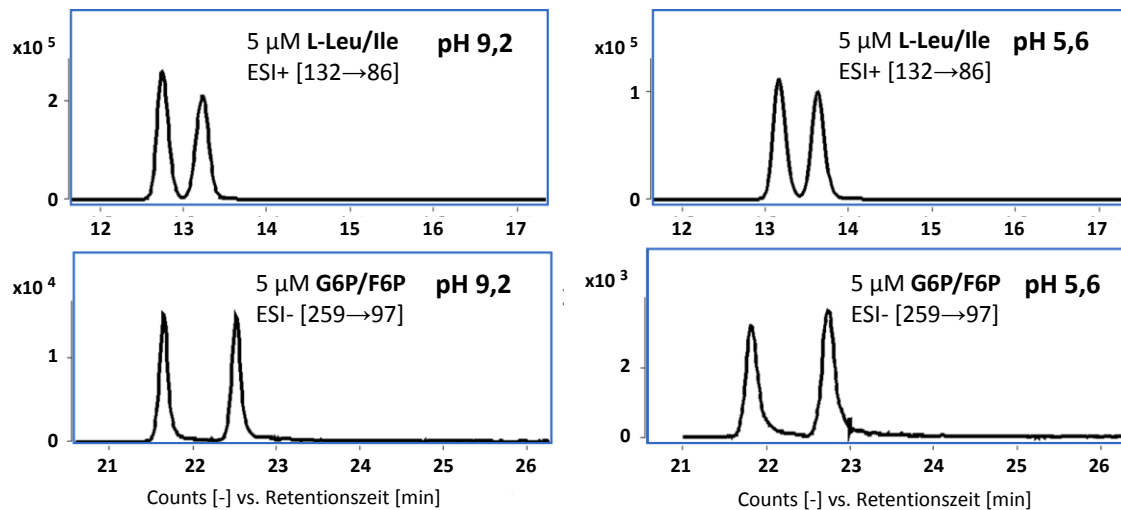 x10 5
5 µM L-Leu/Ile pH 9,2
ESI+ [132→86]
2
0
12 13 14 15 16 17
x10 5
5 µM L-Leu/Ile pH 5,6
ESI+ [132→86]
1
0
12 13 14 15 16 17
x10 4
5 µM G6P/F6P pH 9,2
ESI- [259→97]
1
0
21 22 23 24 25 26
Counts [-] vs. Retentionszeit [min]
x10 3
5 µM G6P/F6P pH 5,6
ESI- [259→97]
2
0
21 22 23 24 25 26
Counts [-] vs. Retentionszeit [min]